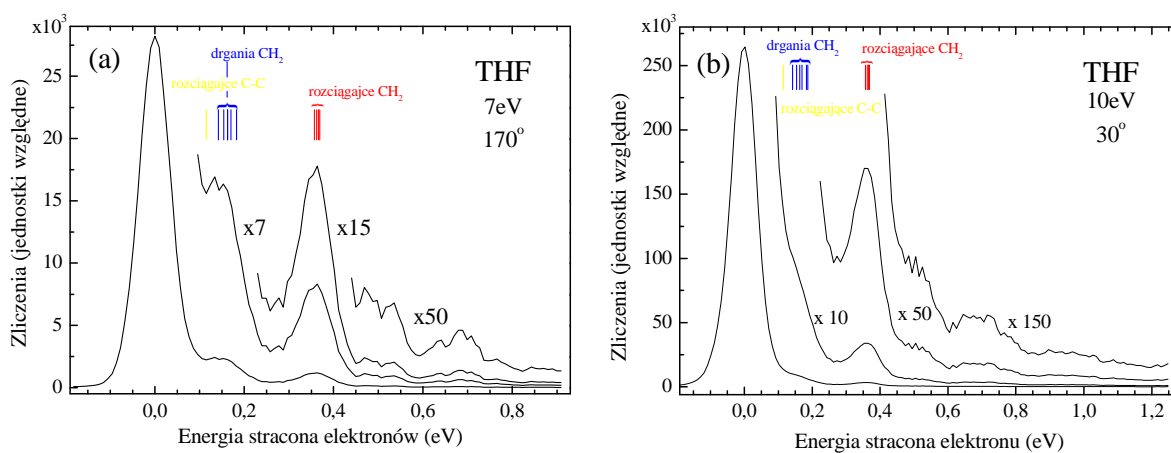 x10³
(a)
drgania CH₂
rozciągajce C-C
rozciągajce CH₂
THF
7eV
170°
x7
x15
x50
30
25
20
15
10
5
0
0,0
0,2
0,4
0,6
0,8
Zliczenia (jednostki względne)
Energia stracona elektronów (eV)
x10³
(b)
drgania CH₂
rozciągające CH₂
rozciągające C-C
THF
10eV
30°
x 10
x 50
x 150
250
200
150
100
50
0
0,0
0,2
0,4
0,6
0,8
1,0
1,2
Zliczenia (jednostki względne)
Energia stracona elektronu (eV)